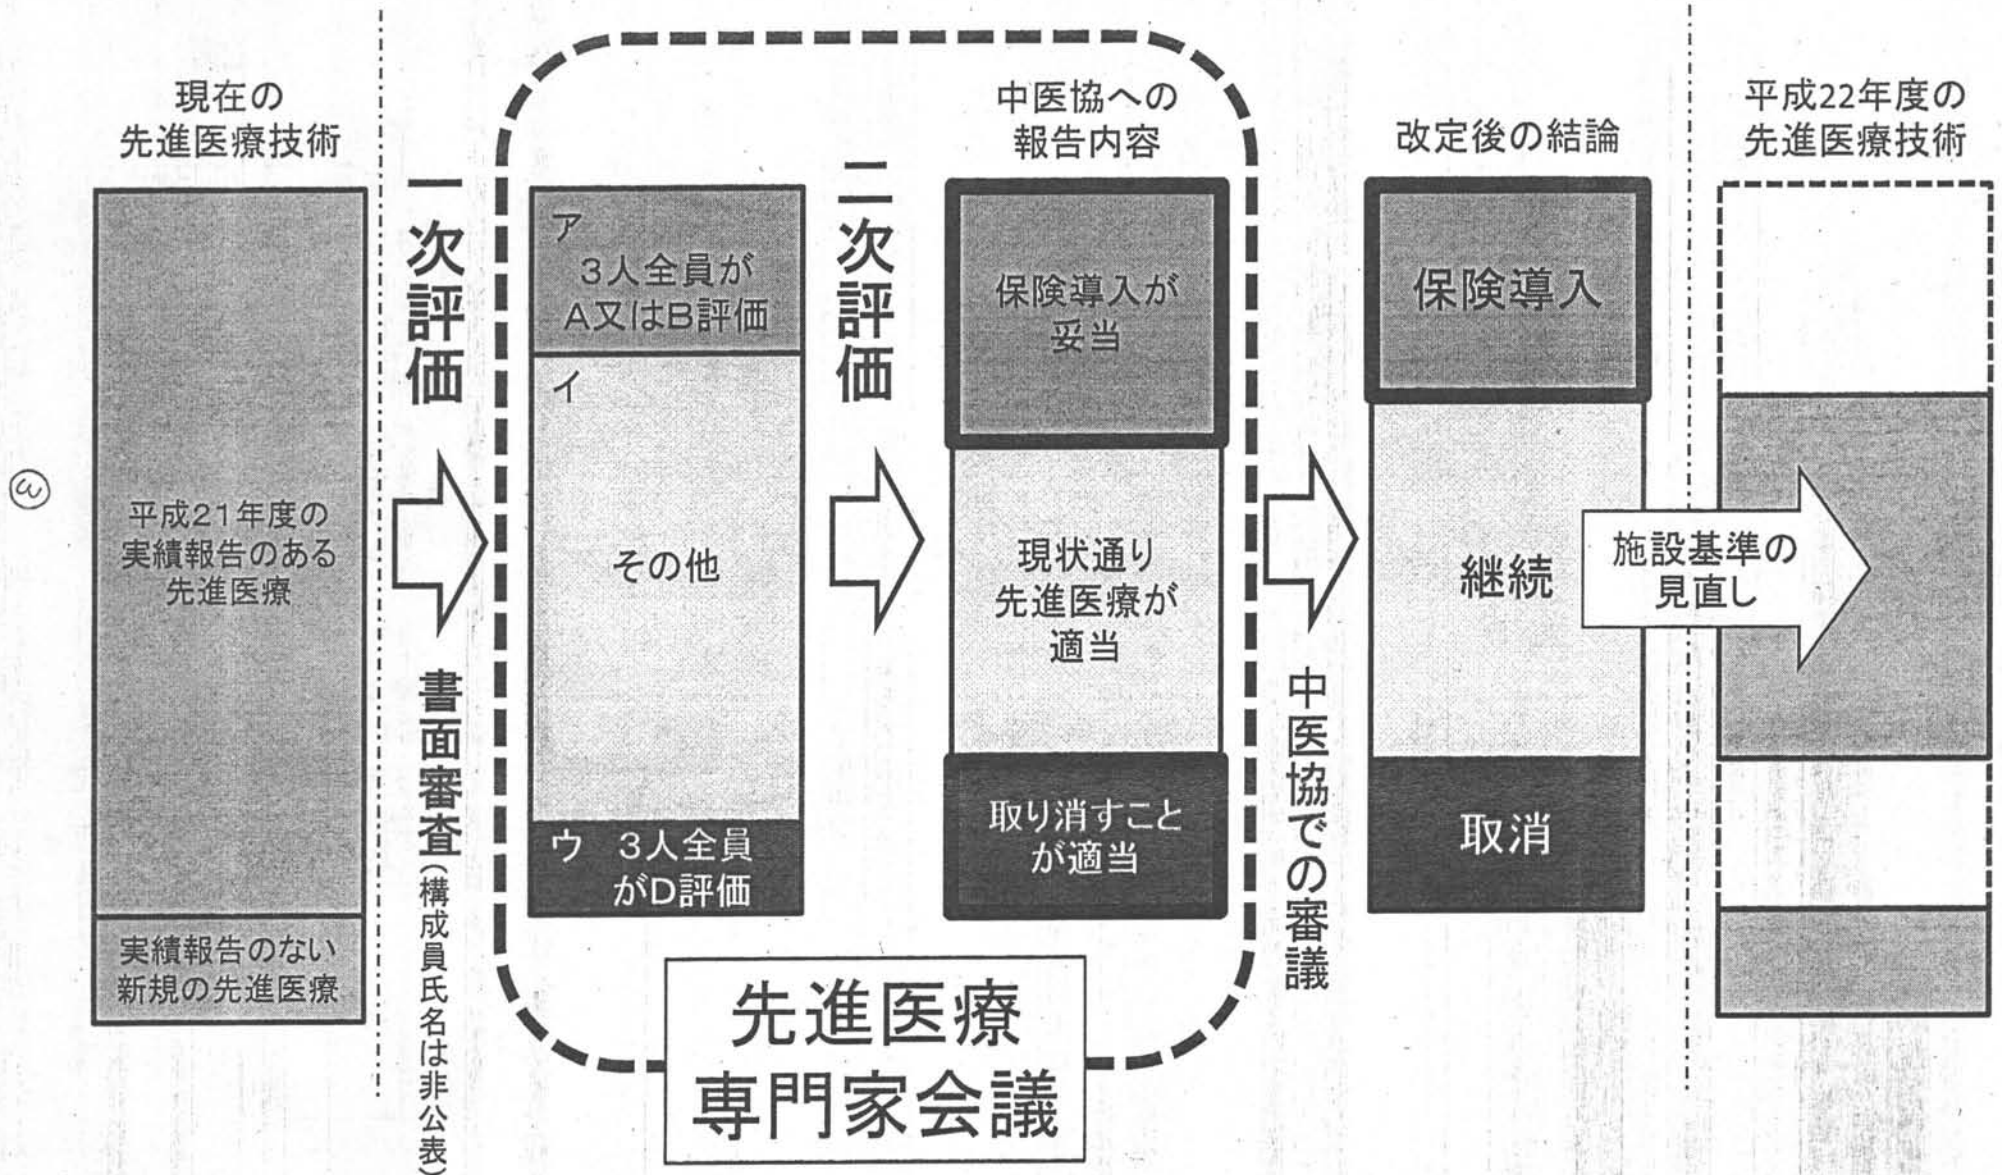 現在の
先進医療技術
平成21年度の
実績報告のある
先進医療
実績報告のない
新規の先進医療
一次評価
書面審査(構成員氏名は非公表)
ア
3人全員が
A又はB評価
イ
その他
ウ 3人全員
がD評価
二次評価
中医協への
報告内容
保険導入が
妥当
現状通り
先進医療が
適当
取り消すこと
が適当
先進医療
専門家会議
中医協での審議
改定後の結論
保険導入
継続
取消
施設基準の
見直し
平成22年度の
先進医療技術